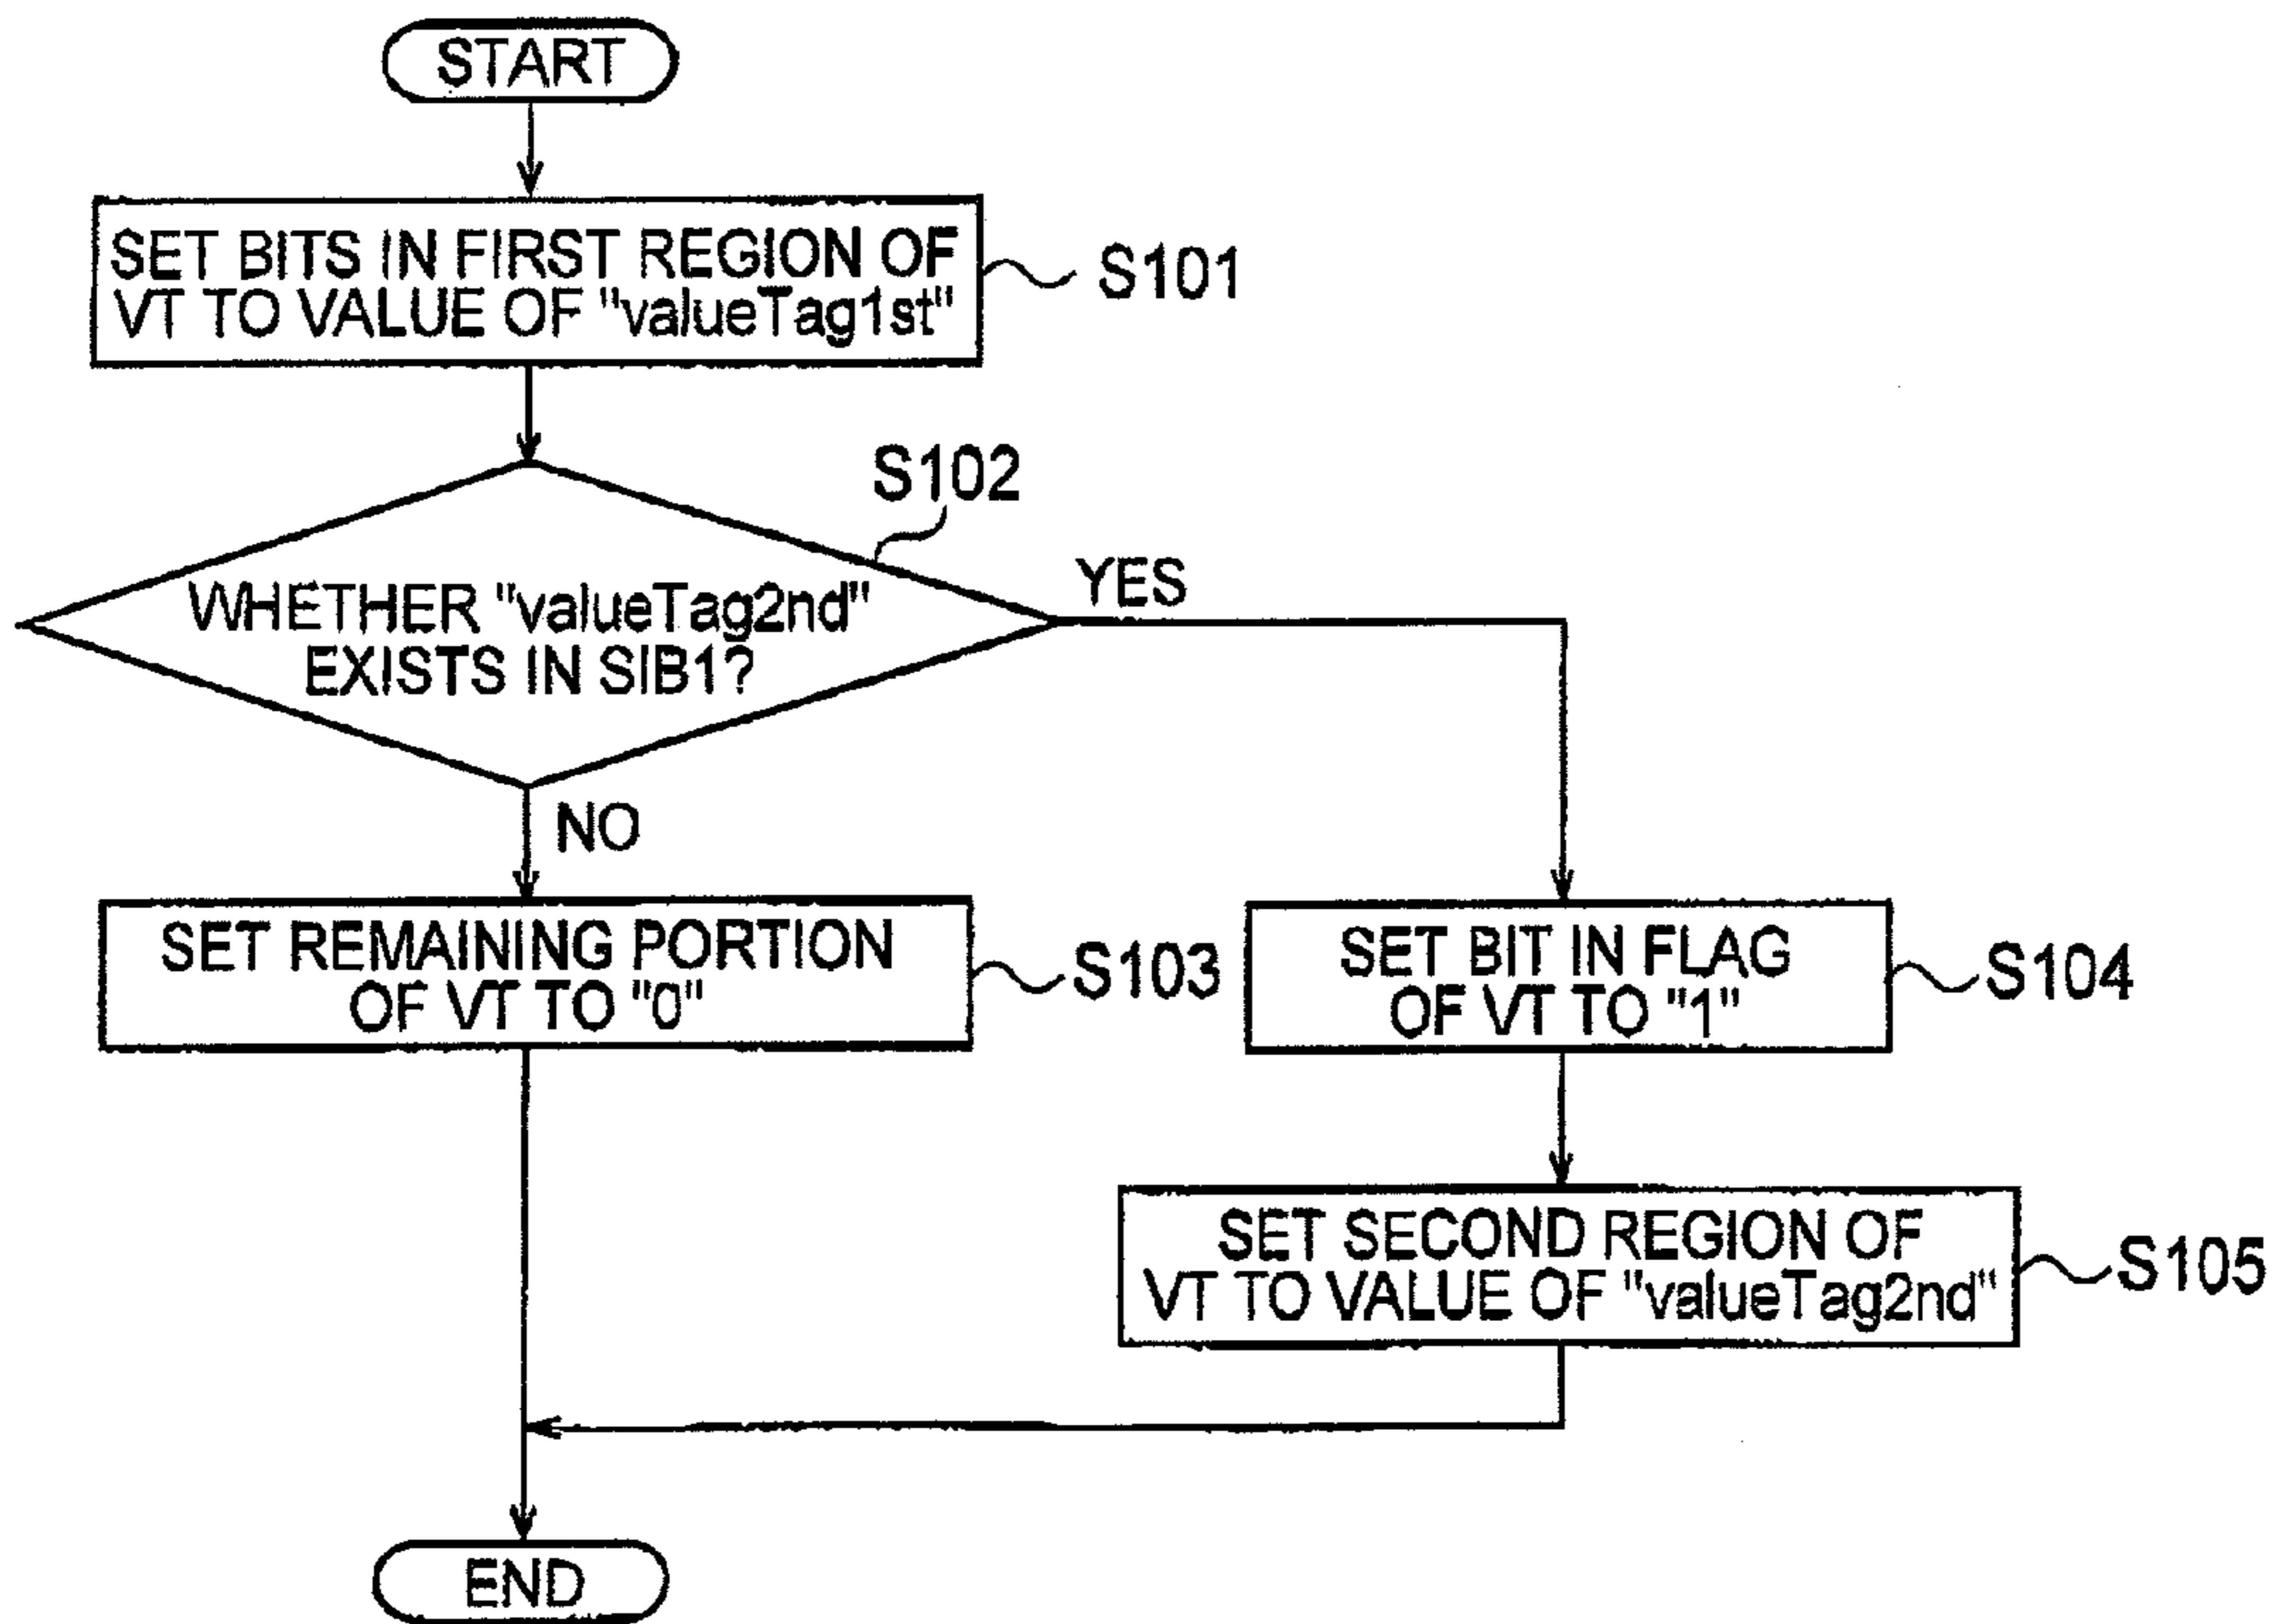 START
SET BITS IN FIRST REGION OF
VT TO VALUE OF "valueTag1st"
S101
S102
WHETHER "valueTag2nd"
EXISTS IN SIB1?
YES
NO
SET REMAINING PORTION
OF VT TO "0"
S103
SET BIT IN FLAG
OF VT TO "1"
S104
SET SECOND REGION OF
VT TO VALUE OF "valueTag2nd"
S105
END